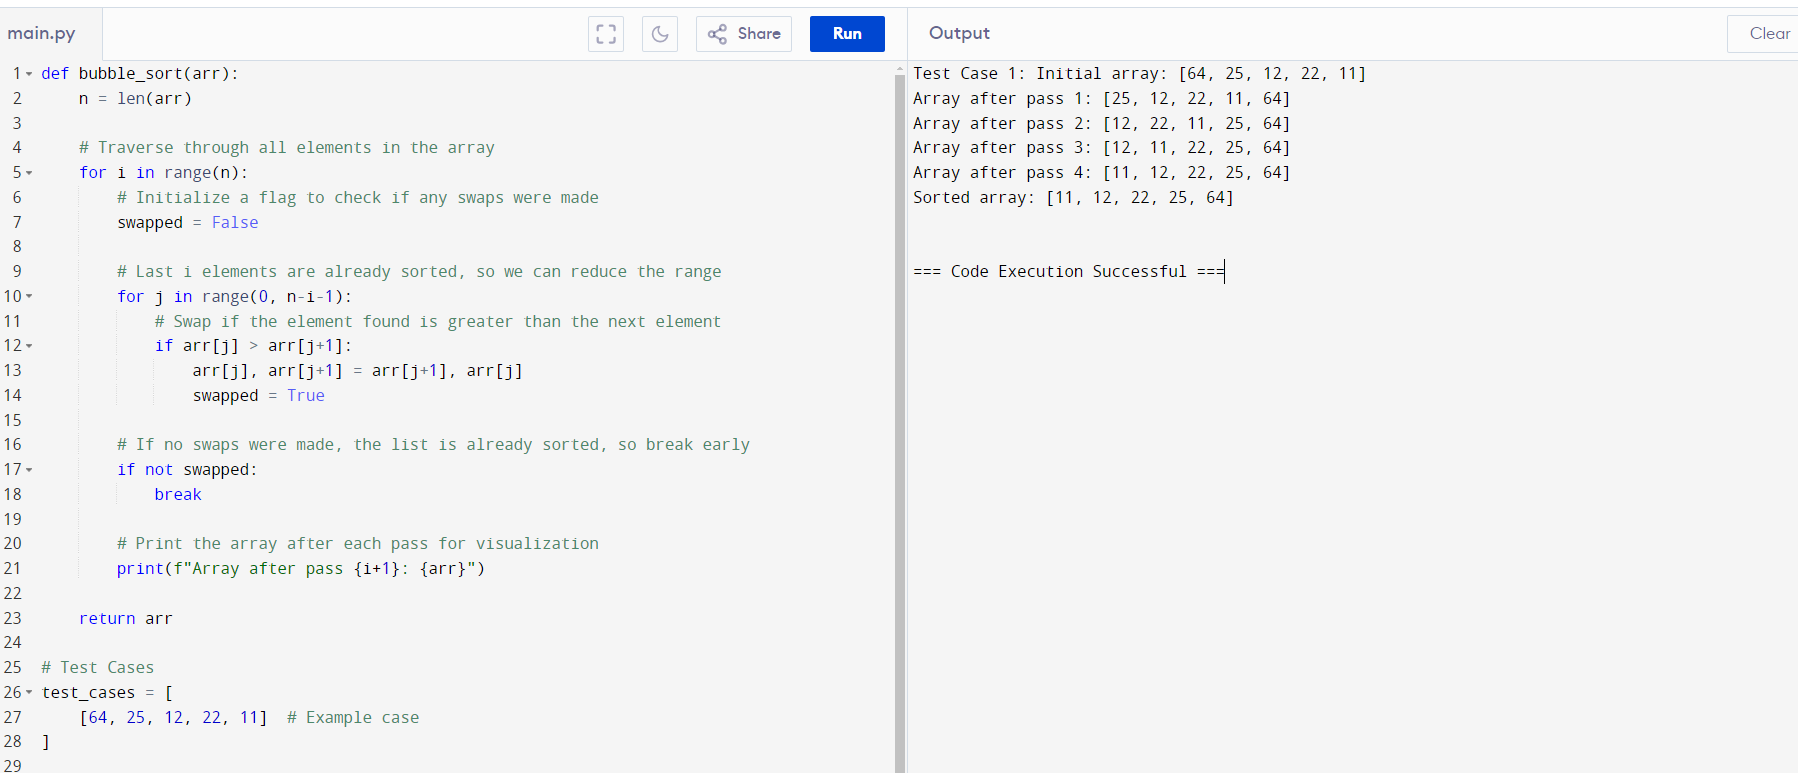 main.py
Share
Run
Output
Clear
1 def bubble_sort(arr):
2     n = len(arr)
3
4     # Traverse through all elements in the array
5     for i in range(n):
6         # Initialize a flag to check if any swaps were made
7         swapped = False
8
9         # Last i elements are already sorted, so we can reduce the range
10         for j in range(0, n-i-1):
11             # Swap if the element found is greater than the next element
12             if arr[j] > arr[j+1]:
13                 arr[j], arr[j+1] = arr[j+1], arr[j]
14                 swapped = True
15
16         # If no swaps were made, the list is already sorted, so break early
17         if not swapped:
18             break
19
20         # Print the array after each pass for visualization
21         print(f"Array after pass {i+1}: {arr}")
22
23     return arr
24
25 # Test Cases
26 test_cases = [
27     [64, 25, 12, 22, 11]  # Example case
28 ]
29
Test Case 1: Initial array: [64, 25, 12, 22, 11]
Array after pass 1: [25, 12, 22, 11, 64]
Array after pass 2: [12, 22, 11, 25, 64]
Array after pass 3: [12, 11, 22, 25, 64]
Array after pass 4: [11, 12, 22, 25, 64]
Sorted array: [11, 12, 22, 25, 64]
=== Code Execution Successful ===